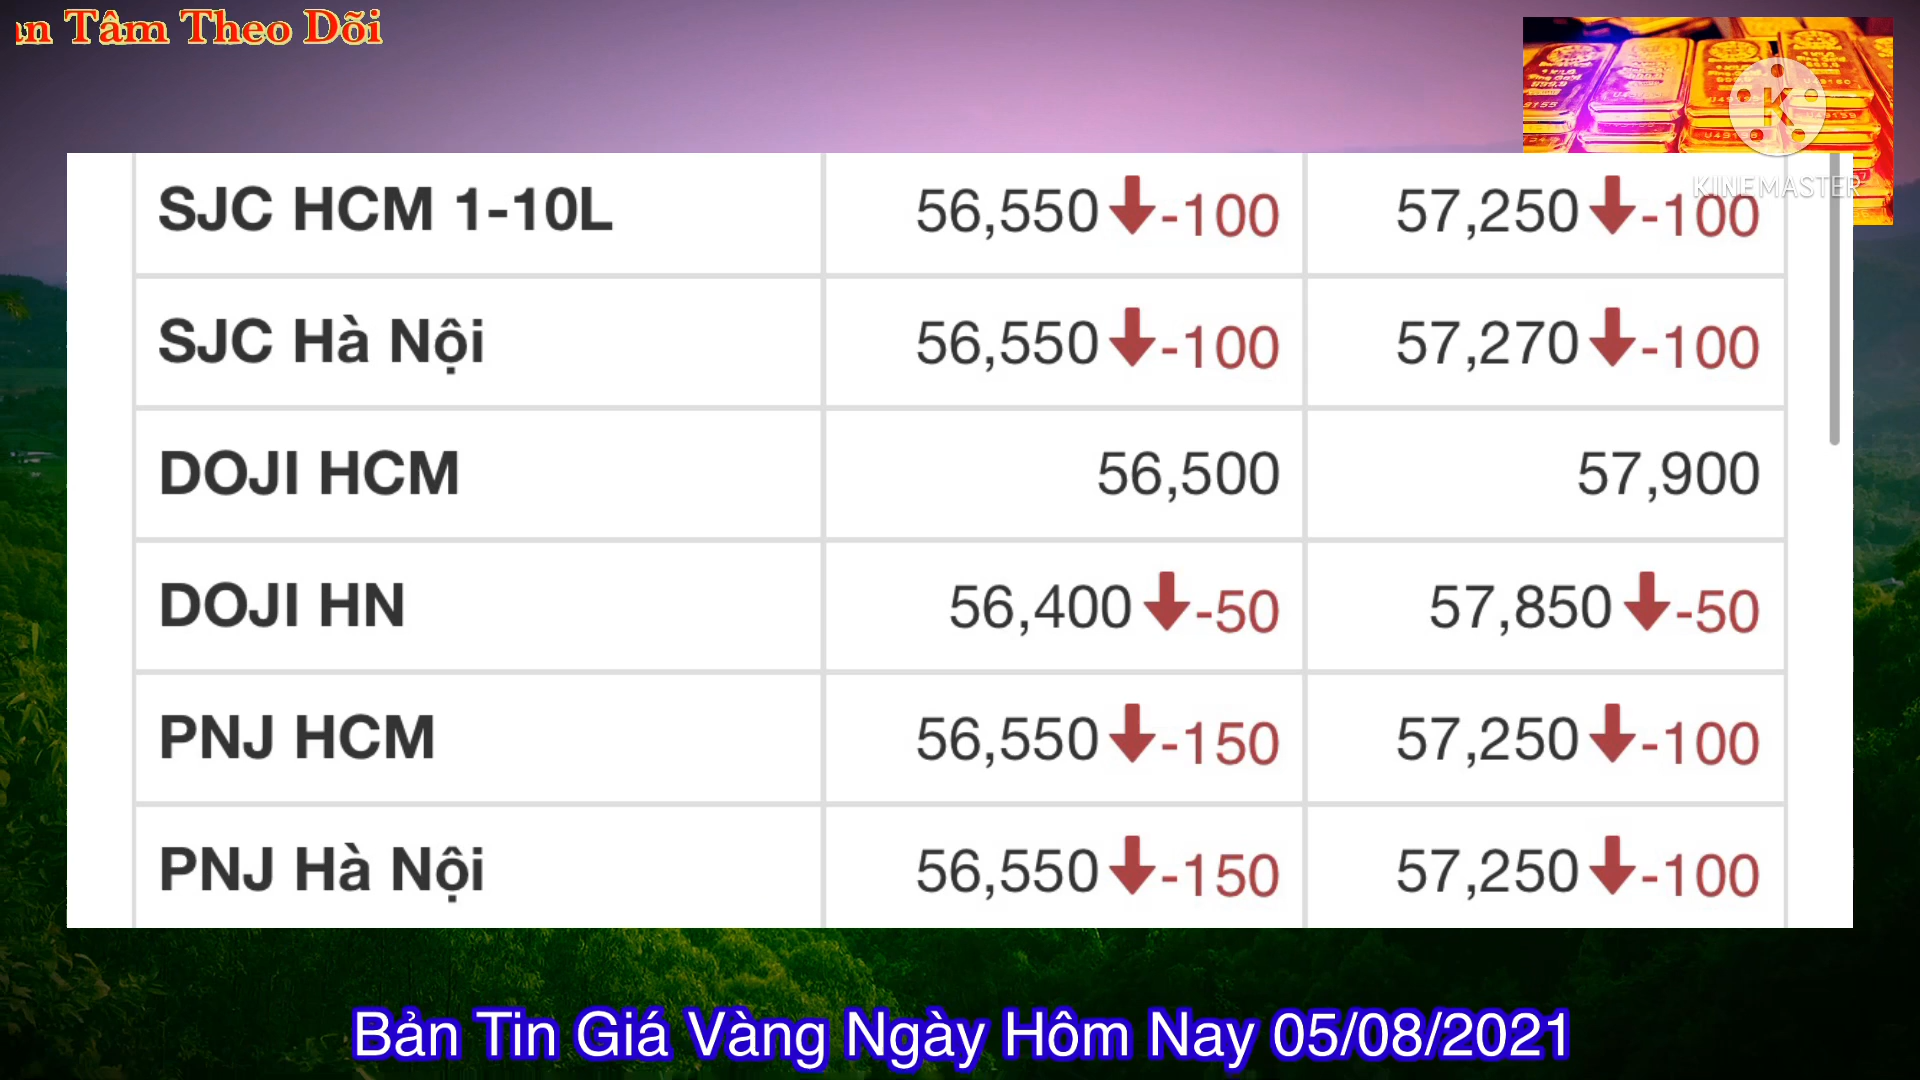 n Tâm Theo Dõi
KINEMASTER
SJC HCM 1-10L 56,550 -100 57,250 -100
SJC Hà Nội 56,550 -100 57,270 -100
DOJI HCM 56,500 57,900
DOJI HN 56,400 -50 57,850 -50
PNJ HCM 56,550 -150 57,250 -100
PNJ Hà Nội 56,550 -150 57,250 -100
Bản Tin Giá Vàng Ngày Hôm Nay 05/08/2021